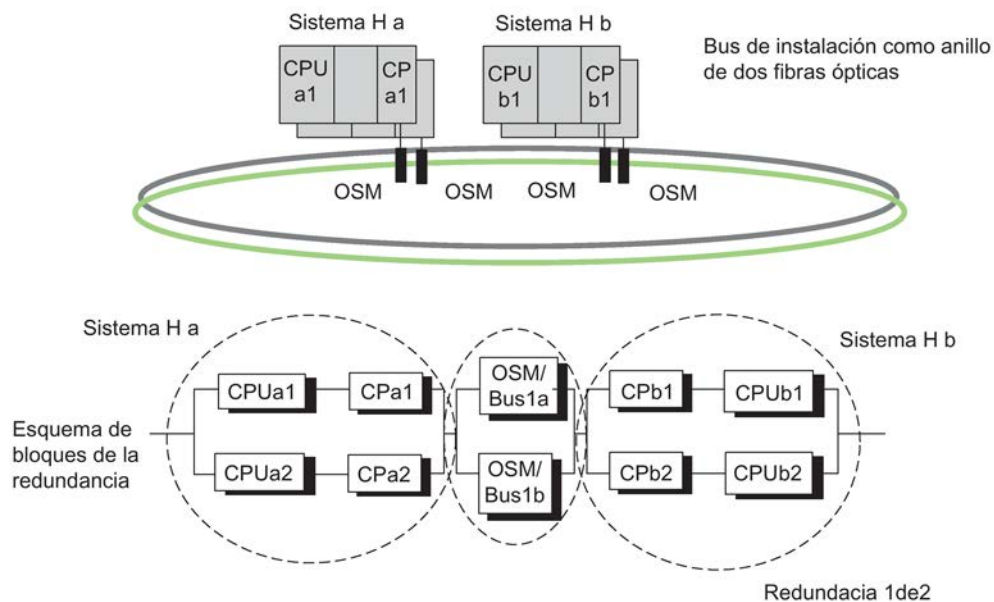 Sistema H a
Sistema H b
Bus de instalación como anillo
de dos fibras ópticas
CPU
a1
CP
a1
CPU
b1
CP
b1
OSM
OSM
OSM
OSM
Sistema H a
Sistema H b
Esquema de
bloques de la
redundancia
CPUa1
CPa1
OSM/
Bus1a
CPb1
CPUb1
CPUa2
CPa2
OSM/
Bus1b
CPb2
CPUb2
Redundacia 1de2